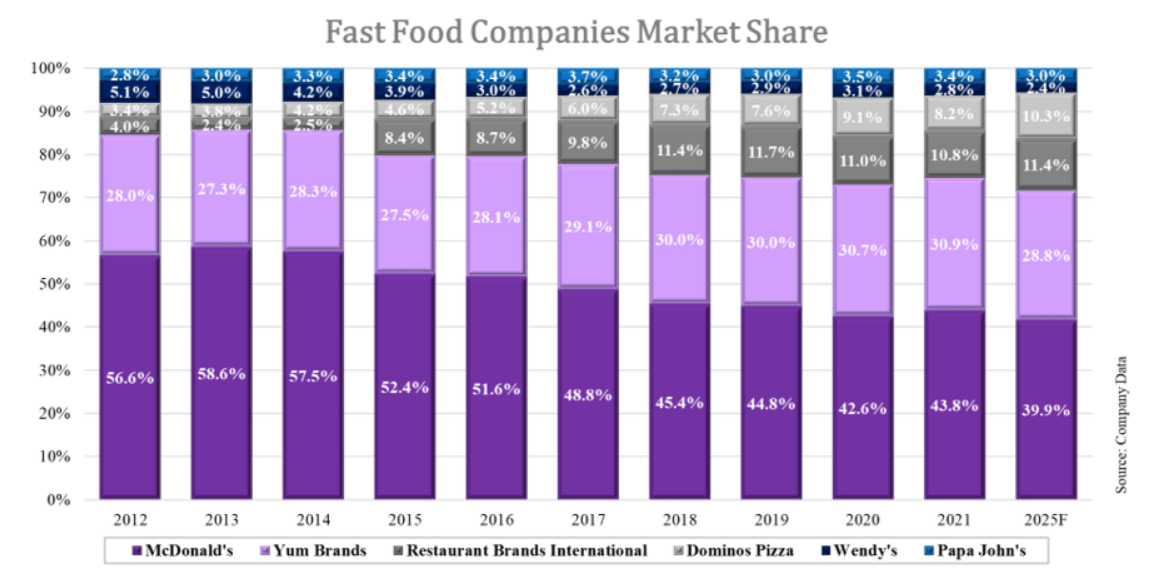 Fast Food Companies Market Share
100%
90%
80%
70%
60%
50%
40%
30%
20%
10%
0%
2.8% 3.0% 3.3% 3.4% 3.4% 3.7% 3.2% 3.0% 3.5% 3.4% 3.0%
5.1% 5.0% 4.2% 3.9% 3.0% 2.6% 2.7% 2.9% 3.1% 2.8% 2.4%
3.4% 3.8% 4.2% 4.6% 5.2% 6.0% 7.3% 7.6% 9.1% 8.2% 10.3%
4.0% 2.4% 2.5% 8.4% 8.7% 9.8% 11.4% 11.7% 11.0% 10.8% 11.4%
28.0% 27.3% 28.3% 27.5% 28.1% 29.1% 30.0% 30.0% 30.7% 30.9% 28.8%
56.6% 58.6% 57.5% 52.4% 51.6% 48.8% 45.4% 44.8% 42.6% 43.8% 39.9%
2012 2013 2014 2015 2016 2017 2018 2019 2020 2021 2025F
McDonald's Yum Brands Restaurant Brands International Dominos Pizza Wendy's Papa John's
Source: Company Data